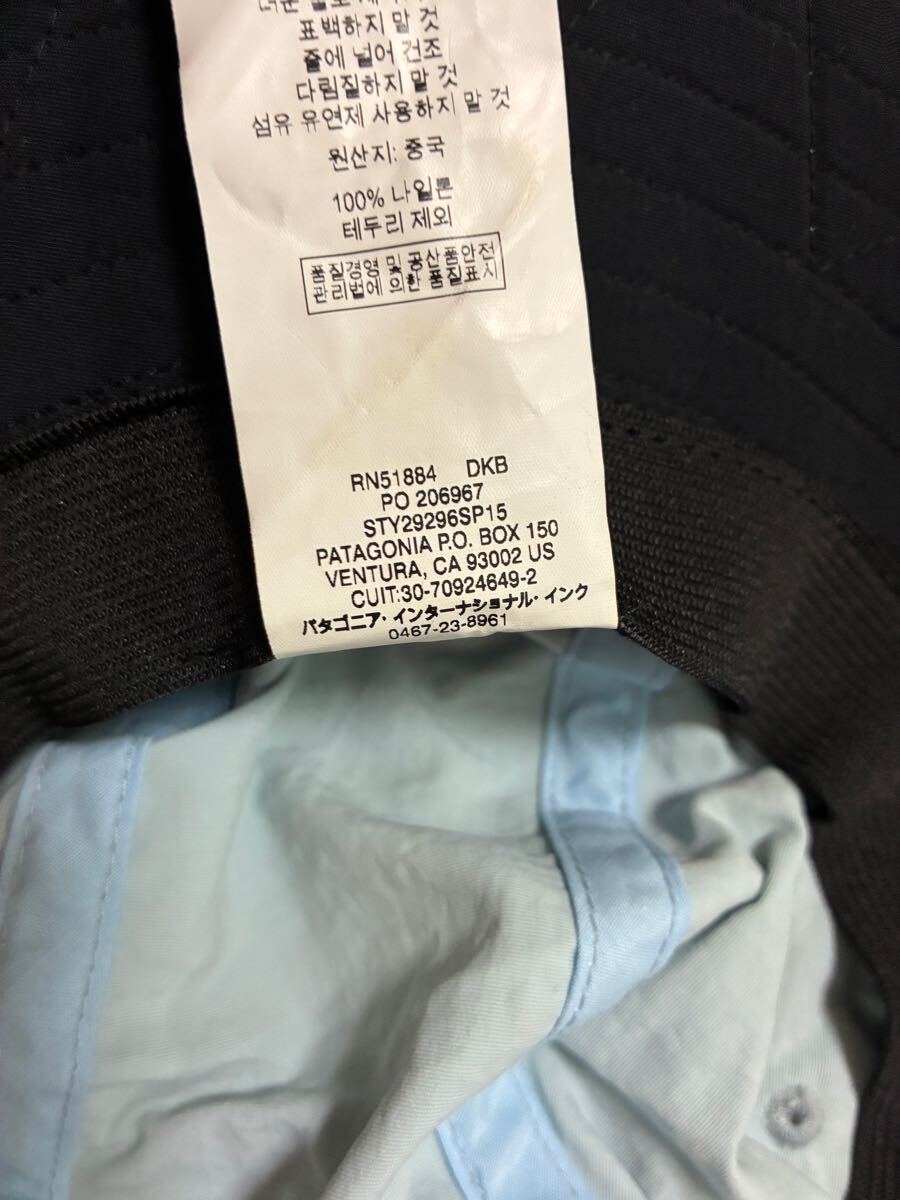 표백하지 말 것
줄에 널어 건조
다림질하지 말 것
섬유 유연제 사용하지 말 것
원산지: 중국
100% 나일론
테두리 제외
품질경영 및 공산품안전
관리법에 의한 품질표시
RN51884 DKB
PO 206967
STY29296SP15
PATAGONIA P.O. BOX 150
VENTURA, CA 93002 US
CUIT:30-70924649-2
パタゴニア・インターナショナル・インク
0467-23-8961